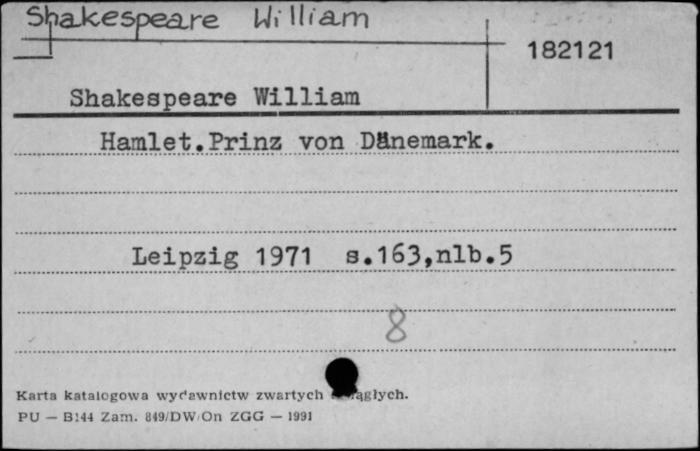 Shakespeare William
182121
Shakespeare William
Hamlet.Prinz von Dänemark.
Leipzig 1971 s.163,nlb.5
8
Karta katalogowa wydawnictw zwartych ągłych.
PU — B144 Zam. 849/DW/On ZGG — 1991